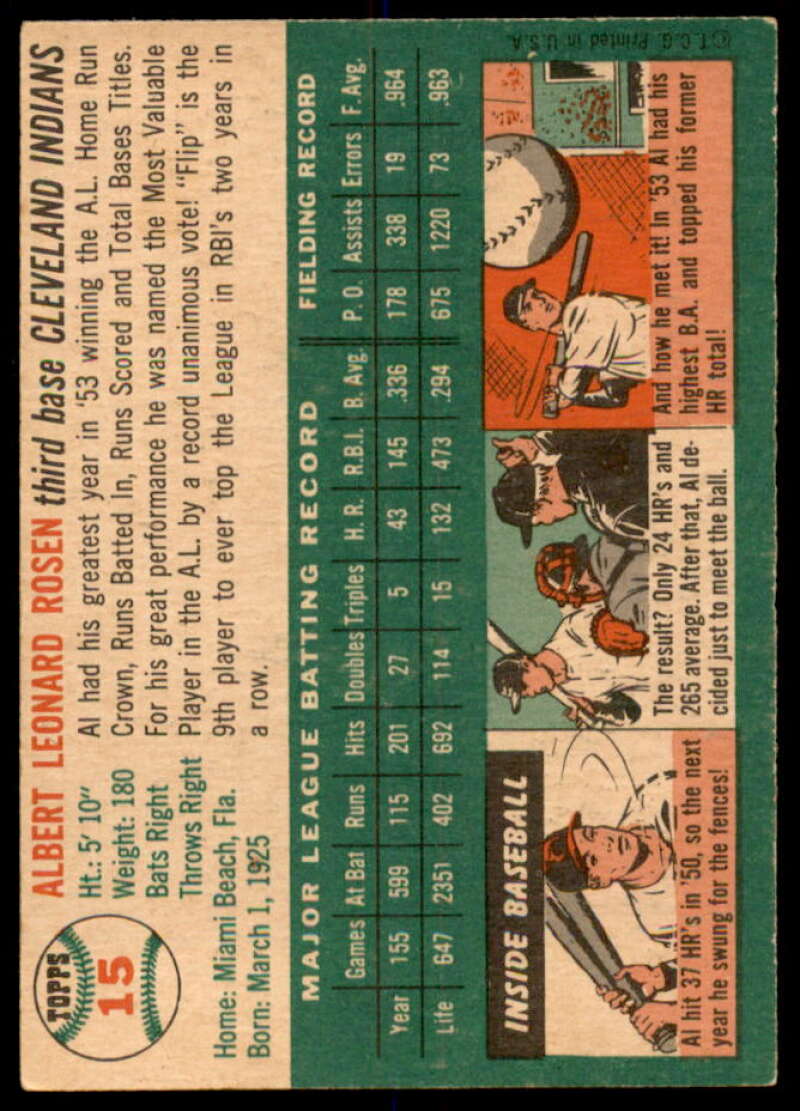 TOPPS
15
ALBERT LEONARD ROSEN third base CLEVELAND INDIANS
Ht.: 5' 10"
Weight: 180
Bats Right
Throws Right
Home: Miami Beach, Fla.
Born: March 1, 1925
Al had his greatest year in '53 winning the A.L. Home Run
Crown, Runs Batted In, Runs Scored and Total Bases Titles.
For his great performance he was named the Most Valuable
Player in the A.L. by a record unanimous vote! "Flip" is the
9th player to ever top the League in RBI's two years in
a row.
MAJOR LEAGUE BATTING RECORD FIELDING RECORD
Games At Bat Runs Hits Doubles Triples H. R. R.B.I. B. Avg. P. O. Assists Errors F. Avg.
Year 155 599 115 201 27 5 43 145 .336 178 338 19 .964
Life 647 2351 402 692 114 15 132 473 .294 675 1220 73 .963
INSIDE BASEBALL
Al hit 37 HR's in '50, so the next
year he swung for the fences!
The result? Only 24 HR's and
265 average. After that, Al de-
cided just to meet the ball.
And how he met it! In '53 Al had his
highest B.A. and topped his former
HR total!
©T.C.G. Printed in U.S.A.